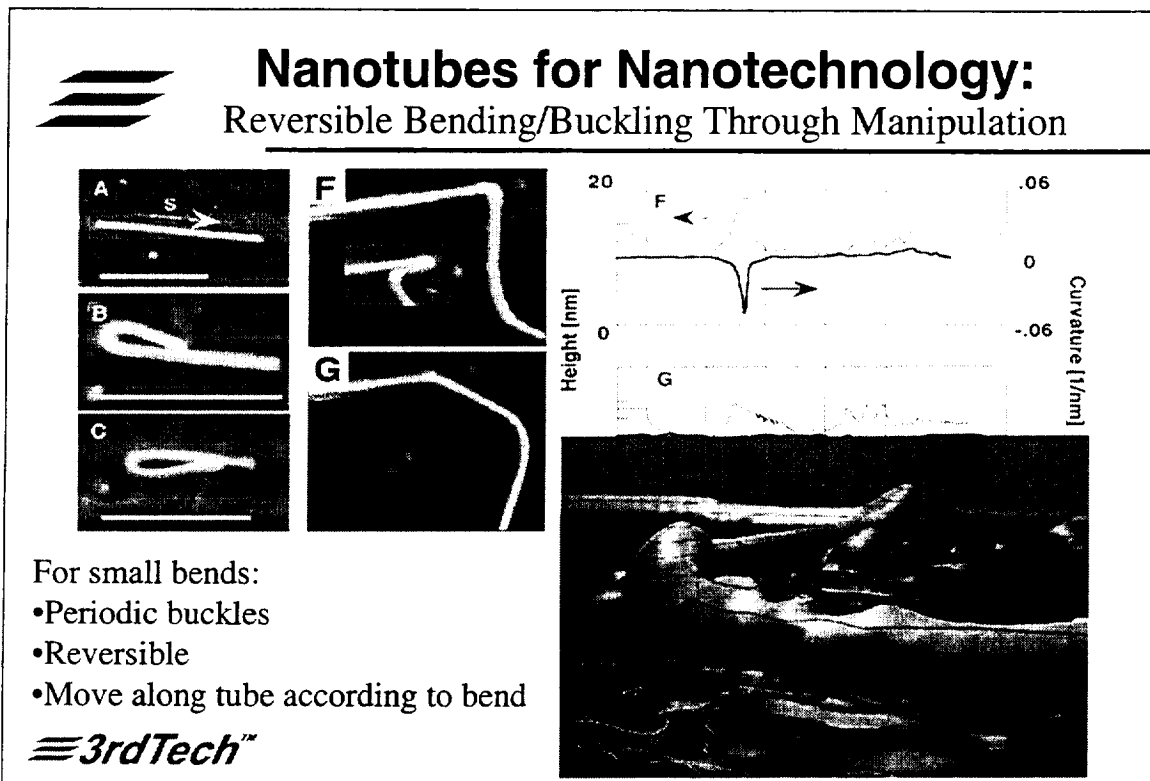 Nanotubes for Nanotechnology:
Reversible Bending/Buckling Through Manipulation
A
S
B
C
F
G
20
0
Height [nm]
F
G
.06
0
-.06
Curvature [1/nm]
For small bends:
•Periodic buckles
•Reversible
•Move along tube according to bend
3rdTech™